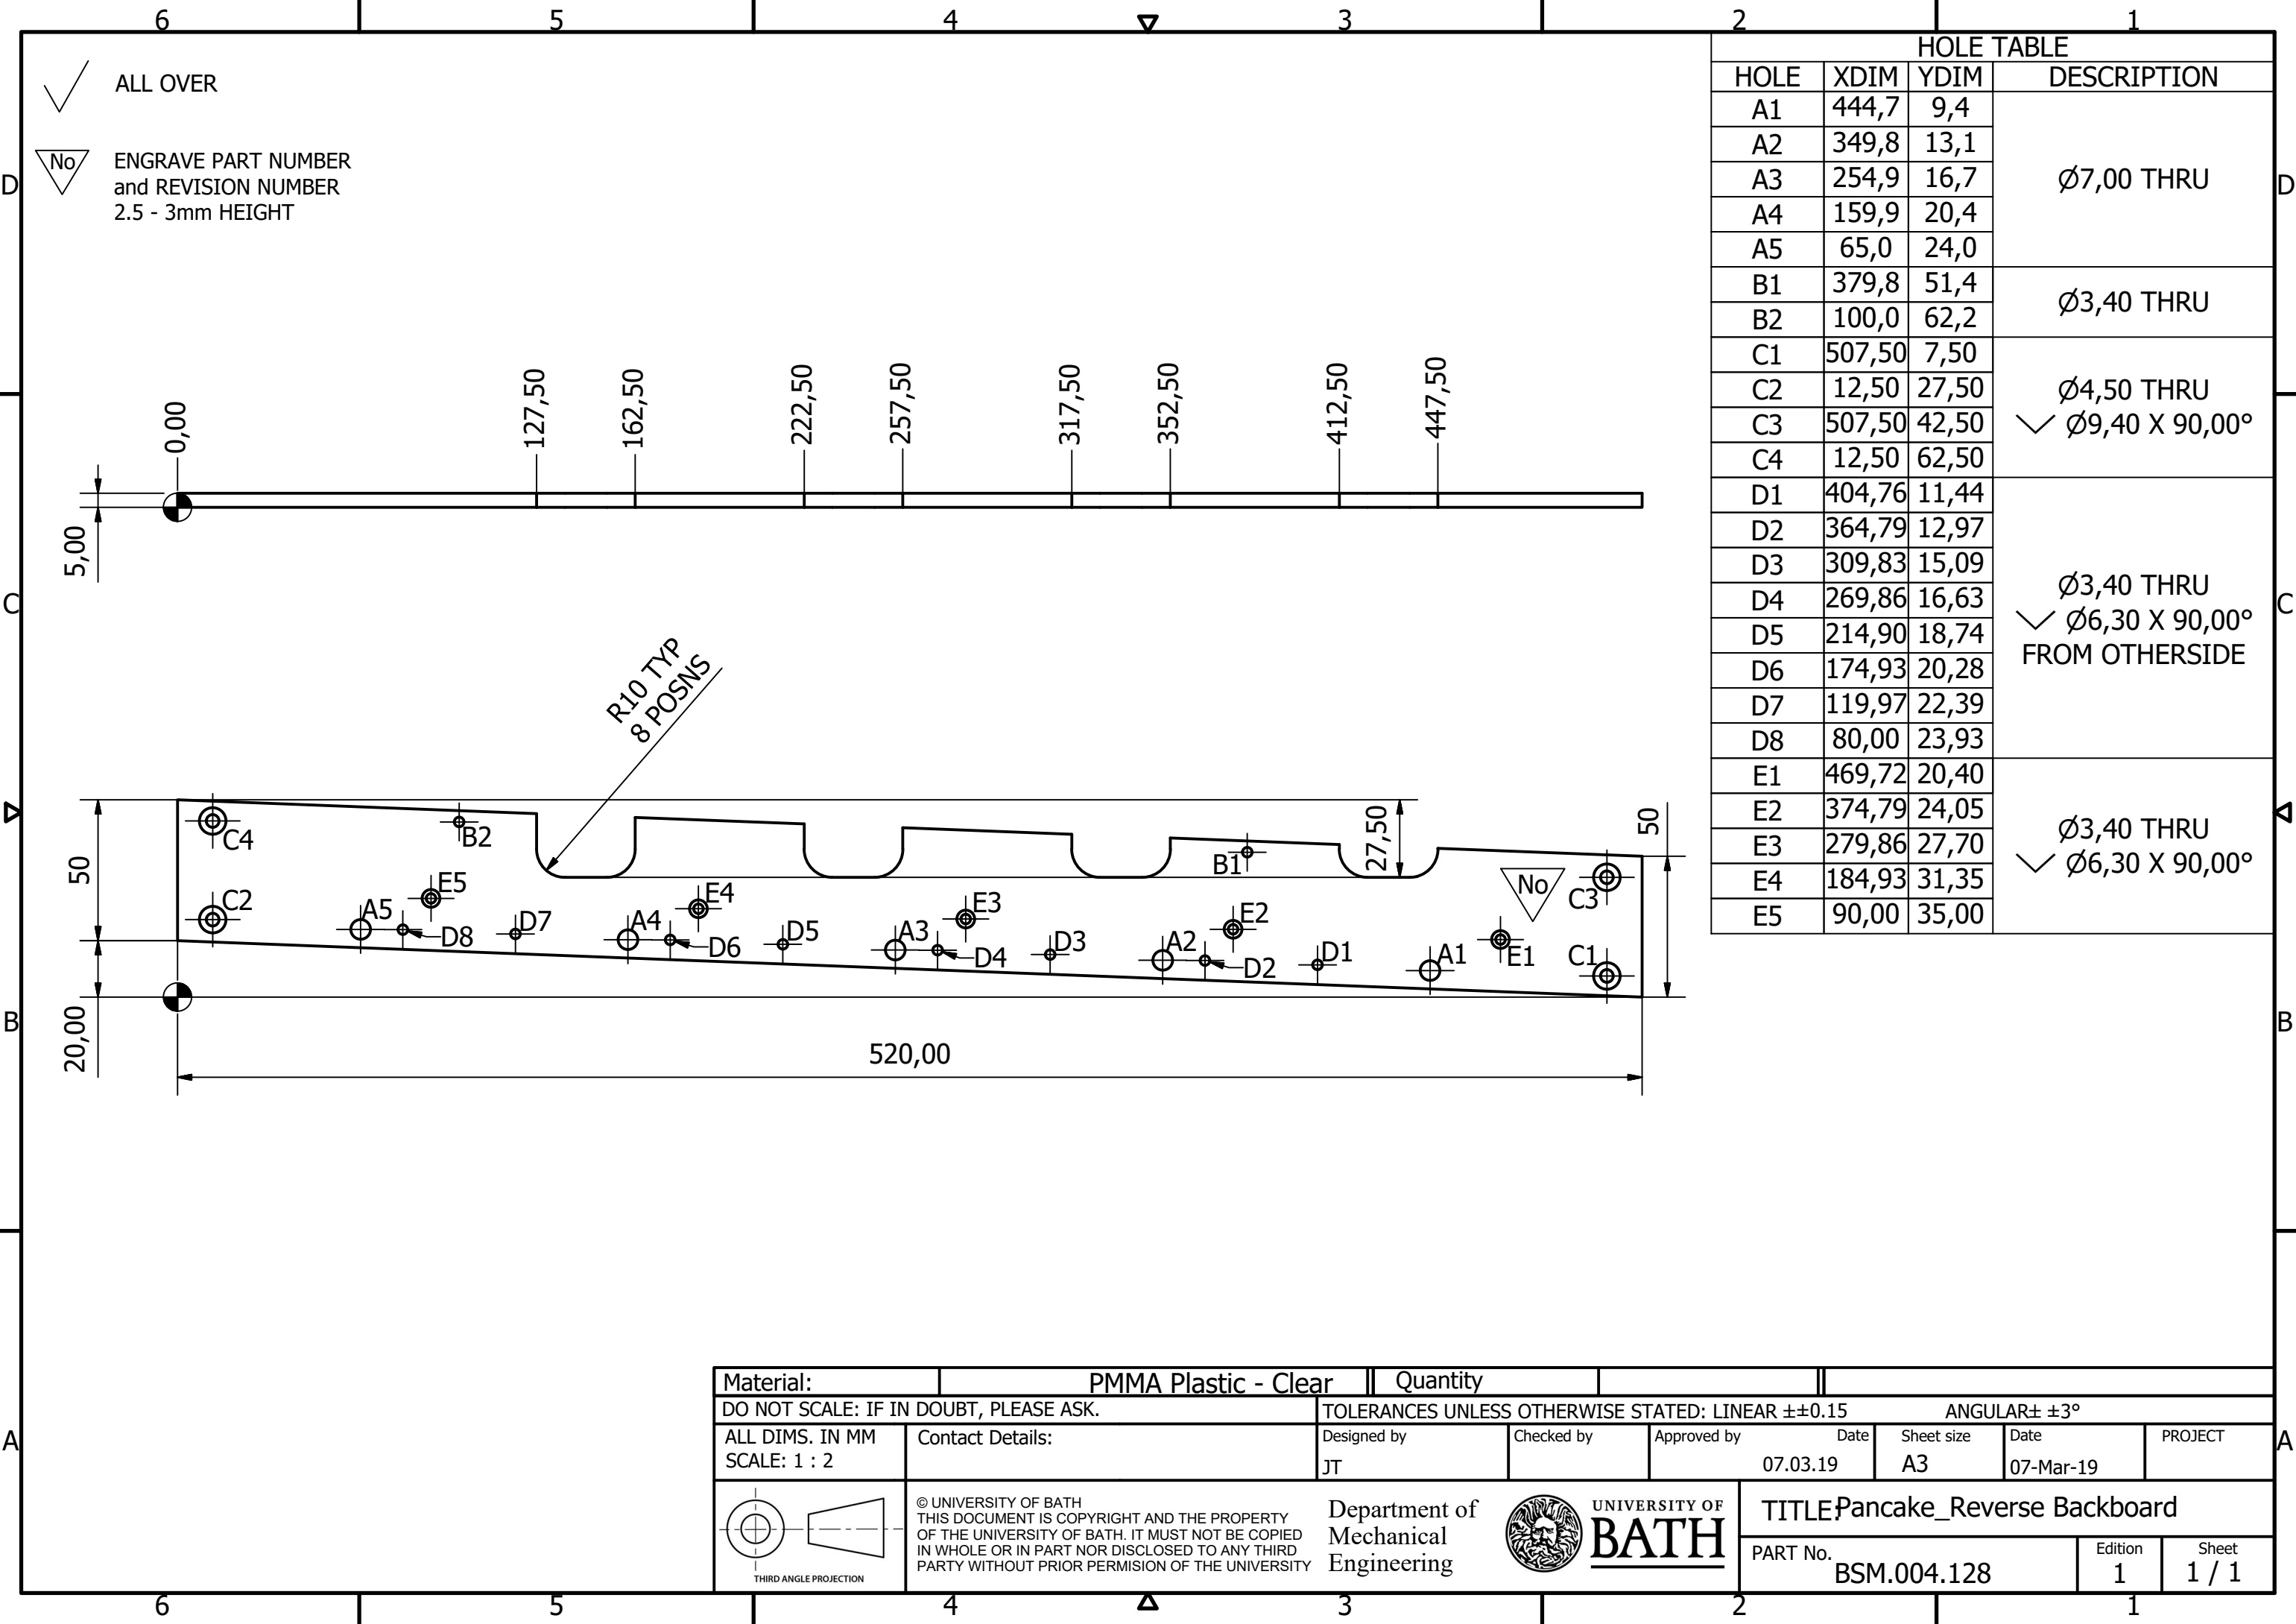 6 5 4 3 2 1
D
C
B
A
D
C
B
A
ALL OVER
No
ENGRAVE PART NUMBER
and REVISION NUMBER
2.5 - 3mm HEIGHT
HOLE TABLE
HOLE XDIM YDIM DESCRIPTION
A1 444,7 9,4
A2 349,8 13,1
A3 254,9 16,7
A4 159,9 20,4
A5 65,0 24,0
Ø7,00 THRU
B1 379,8 51,4
B2 100,0 62,2
Ø3,40 THRU
C1 507,50 7,50
C2 12,50 27,50
C3 507,50 42,50
C4 12,50 62,50
Ø4,50 THRU
Ø9,40 X 90,00°
D1 404,76 11,44
D2 364,79 12,97
D3 309,83 15,09
D4 269,86 16,63
D5 214,90 18,74
D6 174,93 20,28
D7 119,97 22,39
D8 80,00 23,93
Ø3,40 THRU
Ø6,30 X 90,00°
FROM OTHERSIDE
E1 469,72 20,40
E2 374,79 24,05
E3 279,86 27,70
E4 184,93 31,35
E5 90,00 35,00
Ø3,40 THRU
Ø6,30 X 90,00°
0,00 127,50 162,50 222,50 257,50 317,50 352,50 412,50 447,50
5,00
R10 TYP
8 POSNS
50
20,00
27,50
50
520,00
C4 B2 B1 C3
C2 A5 E5 D8 D7 A4 E4 D6 D5 A3 E3 D4 D3 A2 E2 D2 D1 A1 E1 C1
No
Material: PMMA Plastic - Clear Quantity
DO NOT SCALE: IF IN DOUBT, PLEASE ASK.
TOLERANCES UNLESS OTHERWISE STATED: LINEAR ±±0.15 ANGULAR± ±3°
ALL DIMS. IN MM
SCALE: 1 : 2
Contact Details:
Designed by
JT
Checked by
Approved by Date
07.03.19
Sheet size
A3
Date
07-Mar-19
PROJECT
THIRD ANGLE PROJECTION
© UNIVERSITY OF BATH
THIS DOCUMENT IS COPYRIGHT AND THE PROPERTY
OF THE UNIVERSITY OF BATH. IT MUST NOT BE COPIED
IN WHOLE OR IN PART NOR DISCLOSED TO ANY THIRD
PARTY WITHOUT PRIOR PERMISION OF THE UNIVERSITY
Department of
Mechanical
Engineering
UNIVERSITY OF
BATH
TITLE: Pancake_Reverse Backboard
PART No. BSM.004.128
Edition
1
Sheet
1 / 1
6 5 4 3 2 1